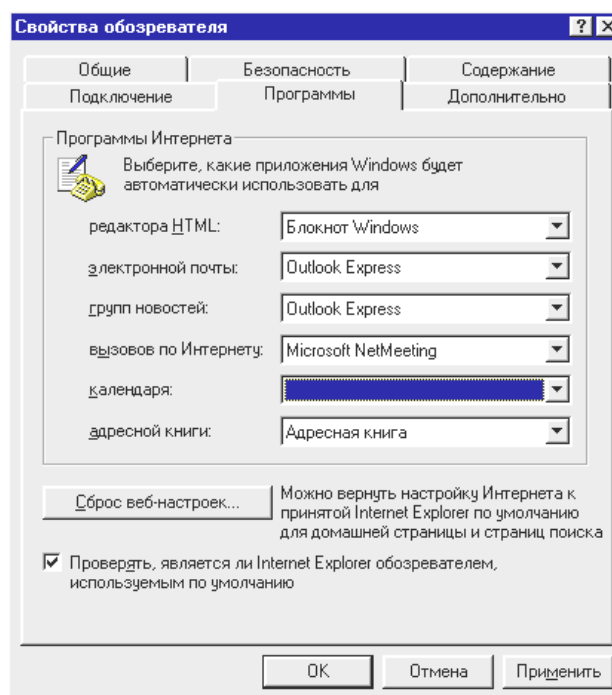 Свойства обозревателя
Общие Безопасность Содержание
Подключение Программы Дополнительно
Программы Интернета
Выберите, какие приложения Windows будет
автоматически использовать для
редактора HTML: Блокнот Windows
электронной почты: Outlook Express
групп новостей: Outlook Express
вызовов по Интернету: Microsoft NetMeeting
календаря:
адресной книги: Адресная книга
Сброс веб-настроек...
Можно вернуть настройку Интернета к
принятой Internet Explorer по умолчанию
для домашней страницы и страниц поиска
Проверять, является ли Internet Explorer обозревателем,
используемым по умолчанию
OK Отмена Применить